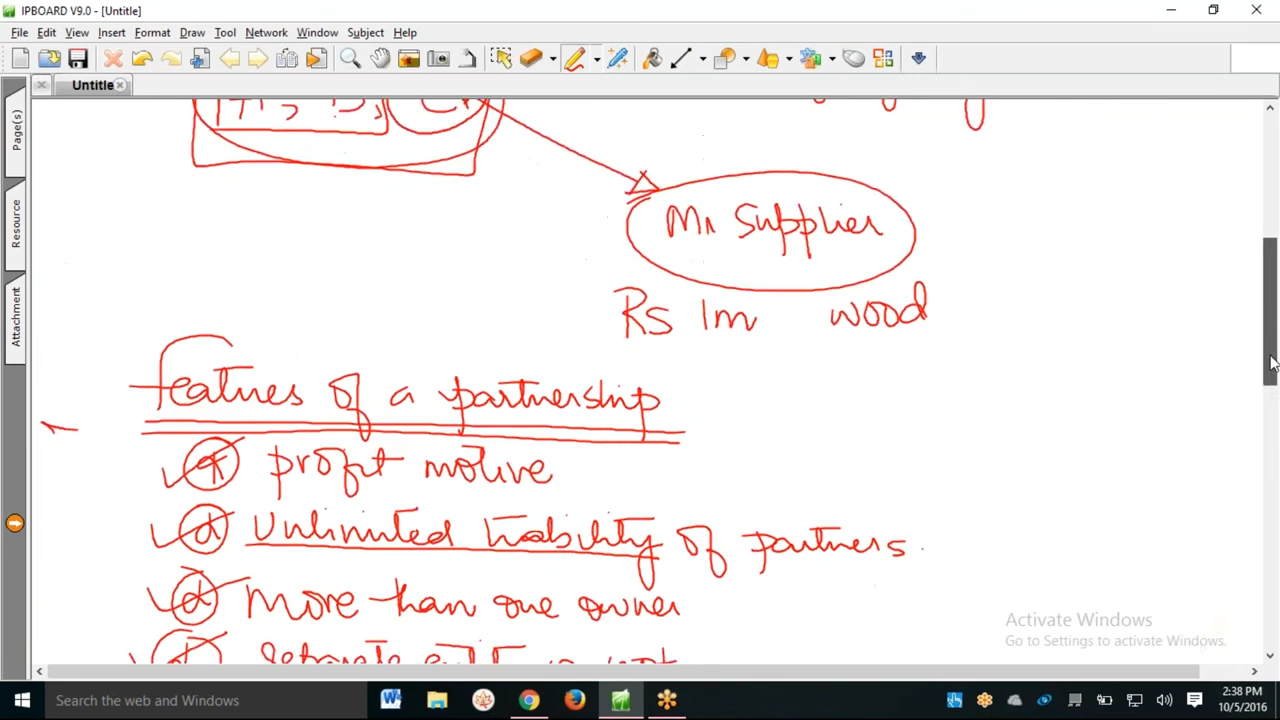 IPBOARD V9.0 - [Untitle]
File Edit View Insert Format Draw Tool Network Window Subject Help
Untitle
Page(s)
Resource
Attachment
Mr Supplier
Rs 1m wood
features of a partnership
profit motive
Unlimited liability of partners
more than one owner
Activate Windows
Go to Settings to activate Windows.
Search the web and Windows
2:38 PM
10/5/2016